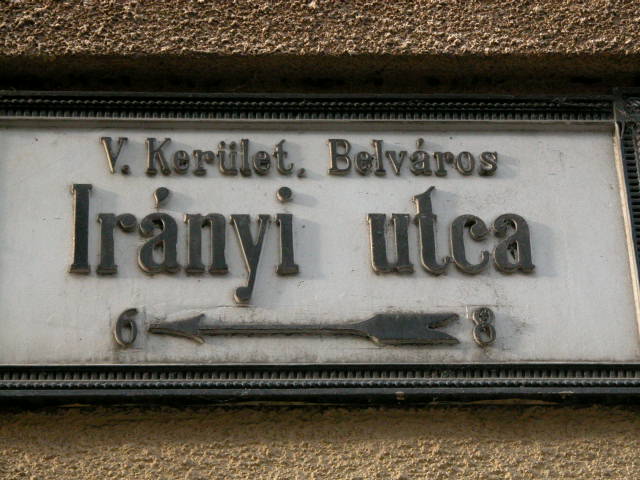 V. Kerület, Belváros
Irányi utca
6 8